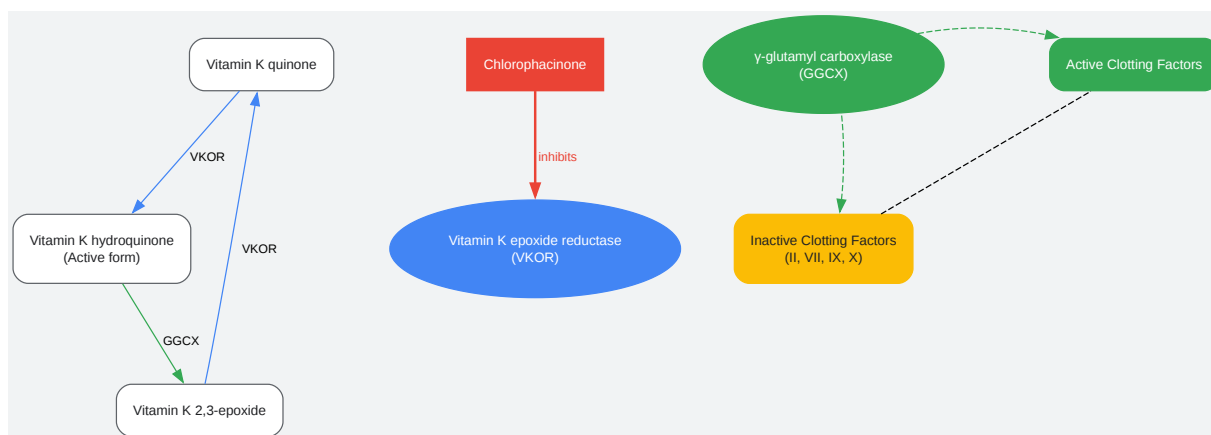 Vitamin K quinone
Chlorophacinone
γ-glutamyl carboxylase
(GGCX)
Active Clotting Factors
VKOR
inhibits
Vitamin K hydroquinone
(Active form)
VKOR
Vitamin K epoxide reductase
(VKOR)
Inactive Clotting Factors
(II, VII, IX, X)
GGCX
Vitamin K 2,3-epoxide